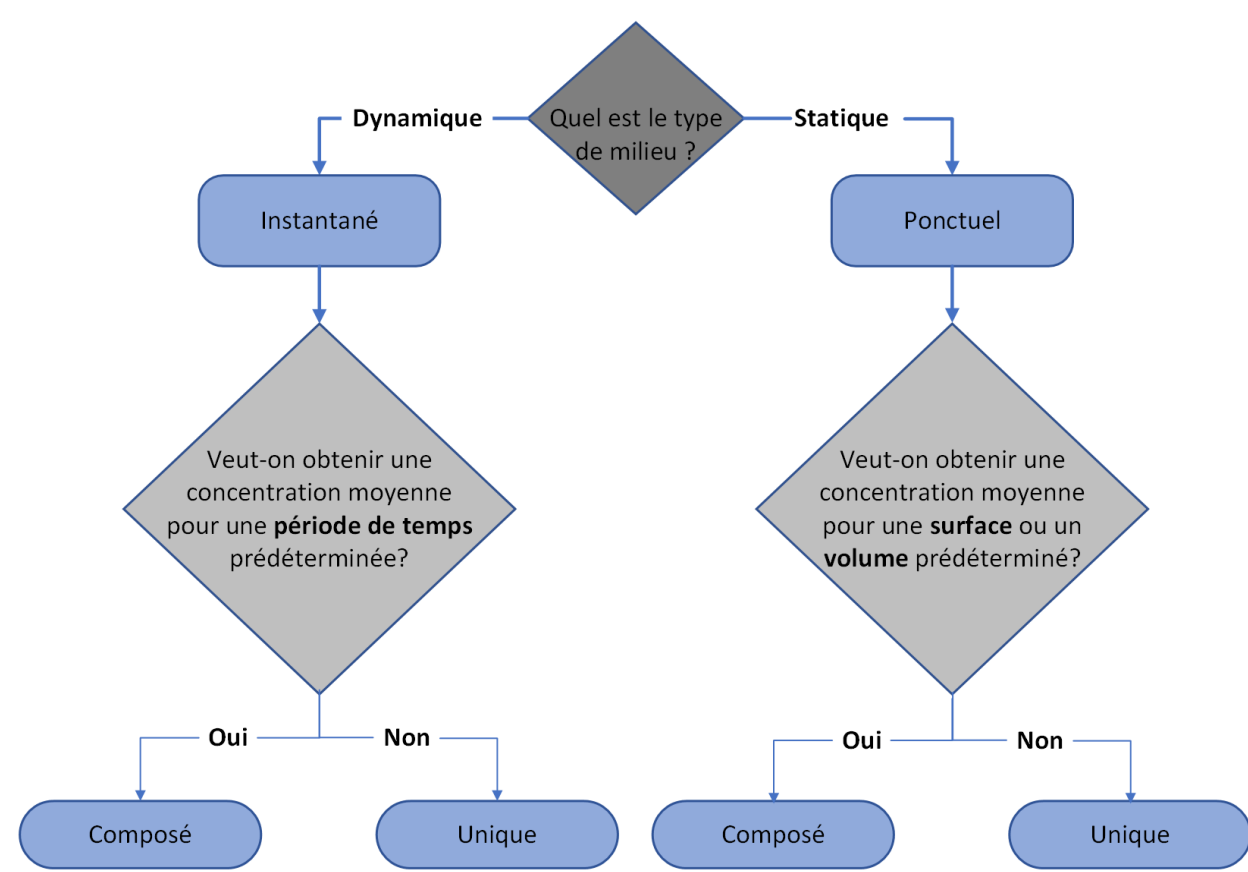 Dynamique
Quel est le type
de milieu ?
Statique
Instantané
Ponctuel
Veut-on obtenir une
concentration moyenne
pour une période de temps
prédéterminée?
Veut-on obtenir une
concentration moyenne
pour une surface ou un
volume prédéterminé?
Oui
Non
Oui
Non
Composé
Unique
Composé
Unique